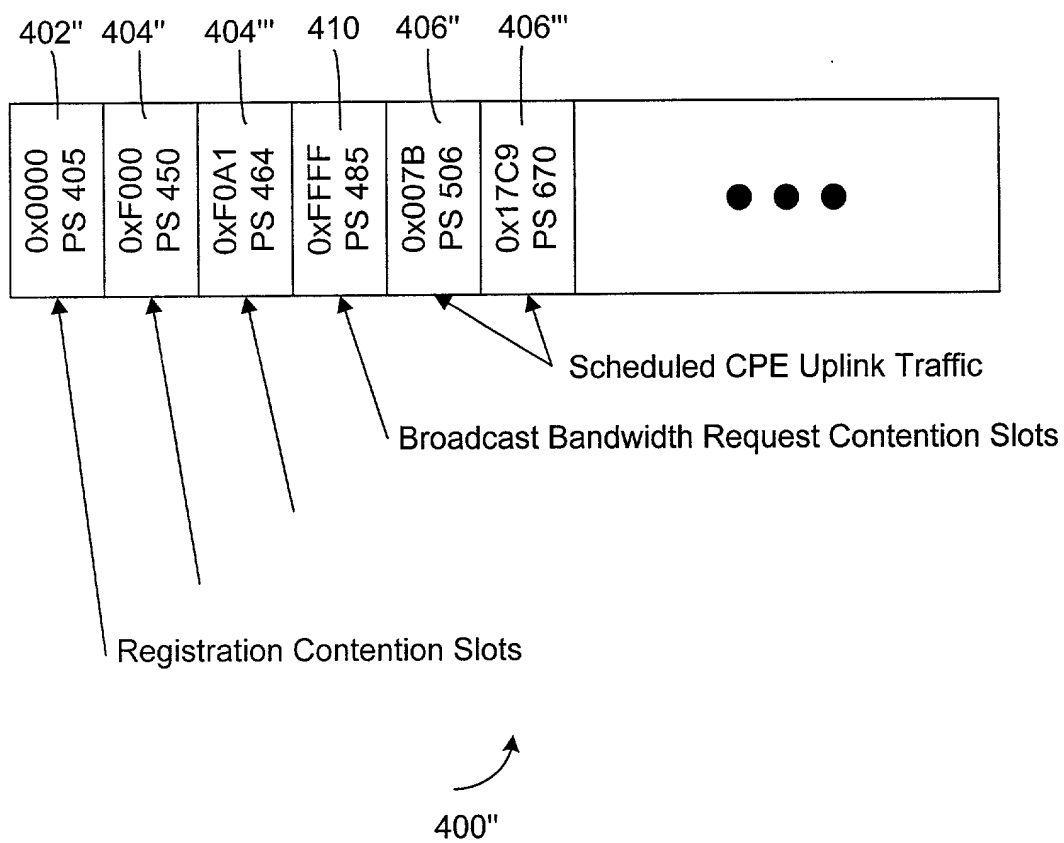 402" 404" 404"' 410 406" 406"'
0x0000
PS 405
0xF000
PS 450
0xF0A1
PS 464
0xFFFF
PS 485
0x007B
PS 506
0x17C9
PS 670
Scheduled CPE Uplink Traffic
Broadcast Bandwidth Request Contention Slots
Registration Contention Slots
400"